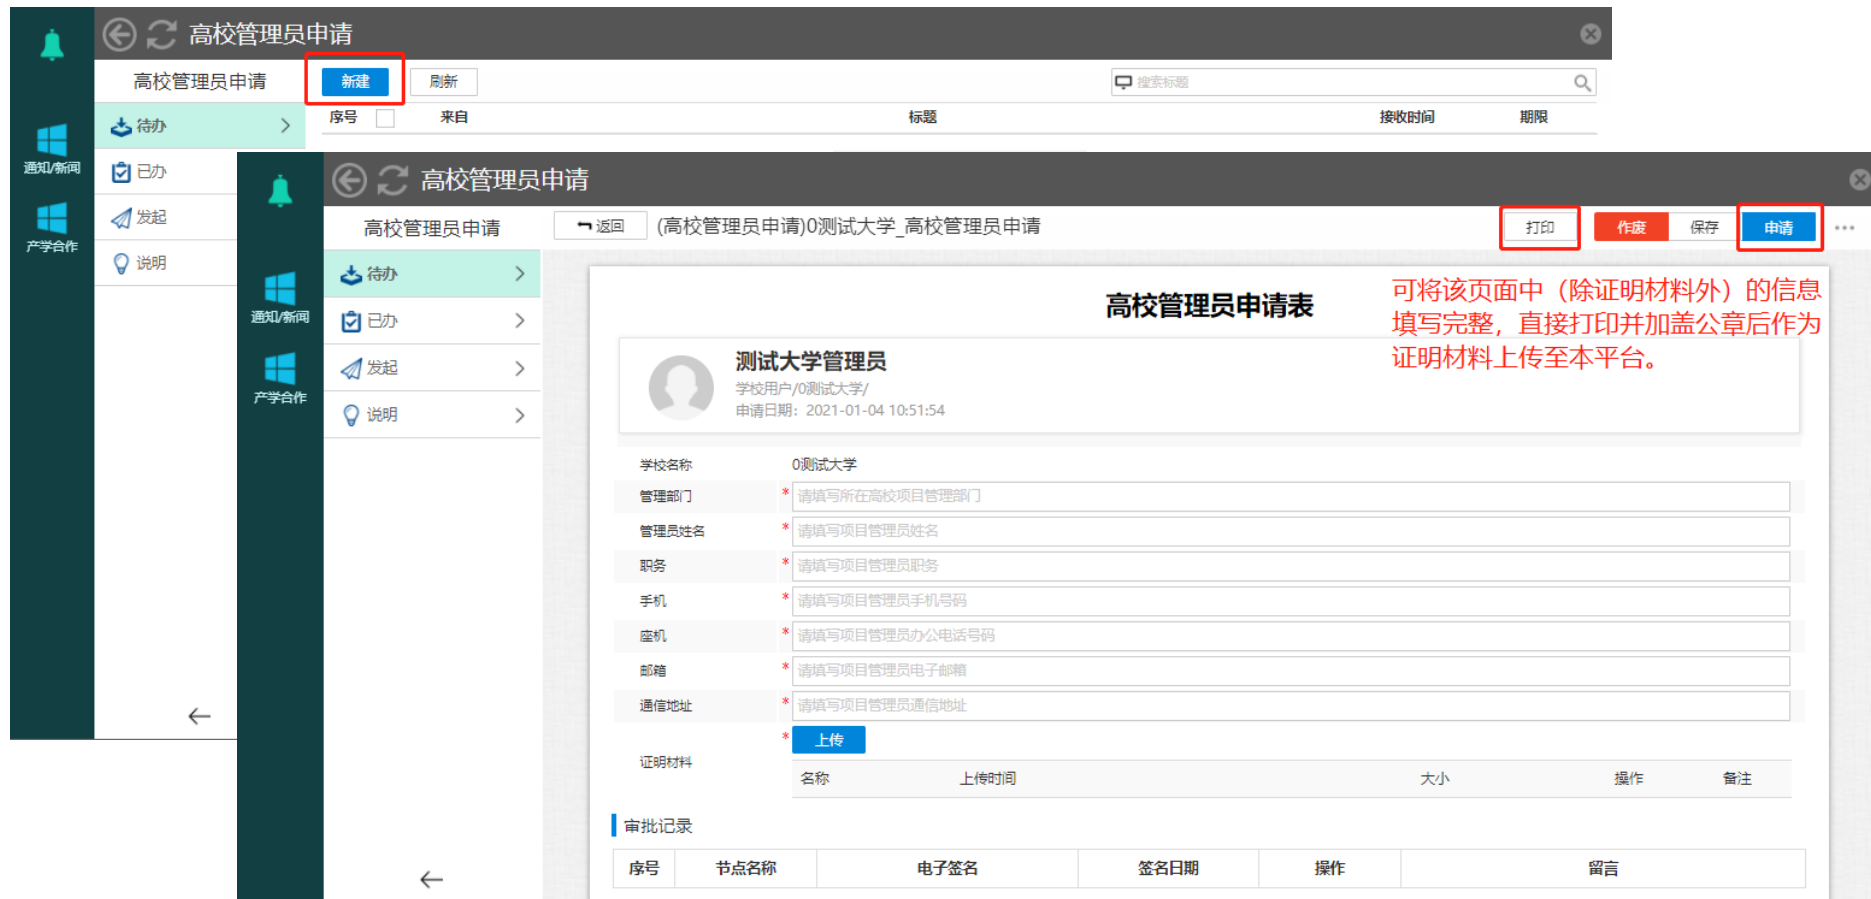 高校管理员申请
高校管理员申请
新建
刷新
搜索标题
序号
来自
标题
接收时间
期限
待办
已办
发起
说明
通知/新闻
产学合作
高校管理员申请
高校管理员申请
返回
(高校管理员申请)0测试大学_高校管理员申请
打印
作废
保存
申请
待办
已办
发起
说明
通知/新闻
产学合作
可将该页面中（除证明材料外）的信息
填写完整，直接打印并加盖公章后作为
证明材料上传至本平台。
高校管理员申请表
测试大学管理员
学校用户/0测试大学/
申请日期：2021-01-04 10:51:54
学校名称 0测试大学
管理部门 * 请填写所在高校项目管理部门
管理员姓名 * 请填写项目管理员姓名
职务 * 请填写项目管理员职务
手机 * 请填写项目管理员手机号码
座机 * 请填写项目管理员办公电话号码
邮箱 * 请填写项目管理员电子邮箱
通信地址 * 请填写项目管理员通信地址
证明材料 * 上传
名称 上传时间 大小 操作 备注
审批记录
序号 节点名称 电子签名 签名日期 操作 留言